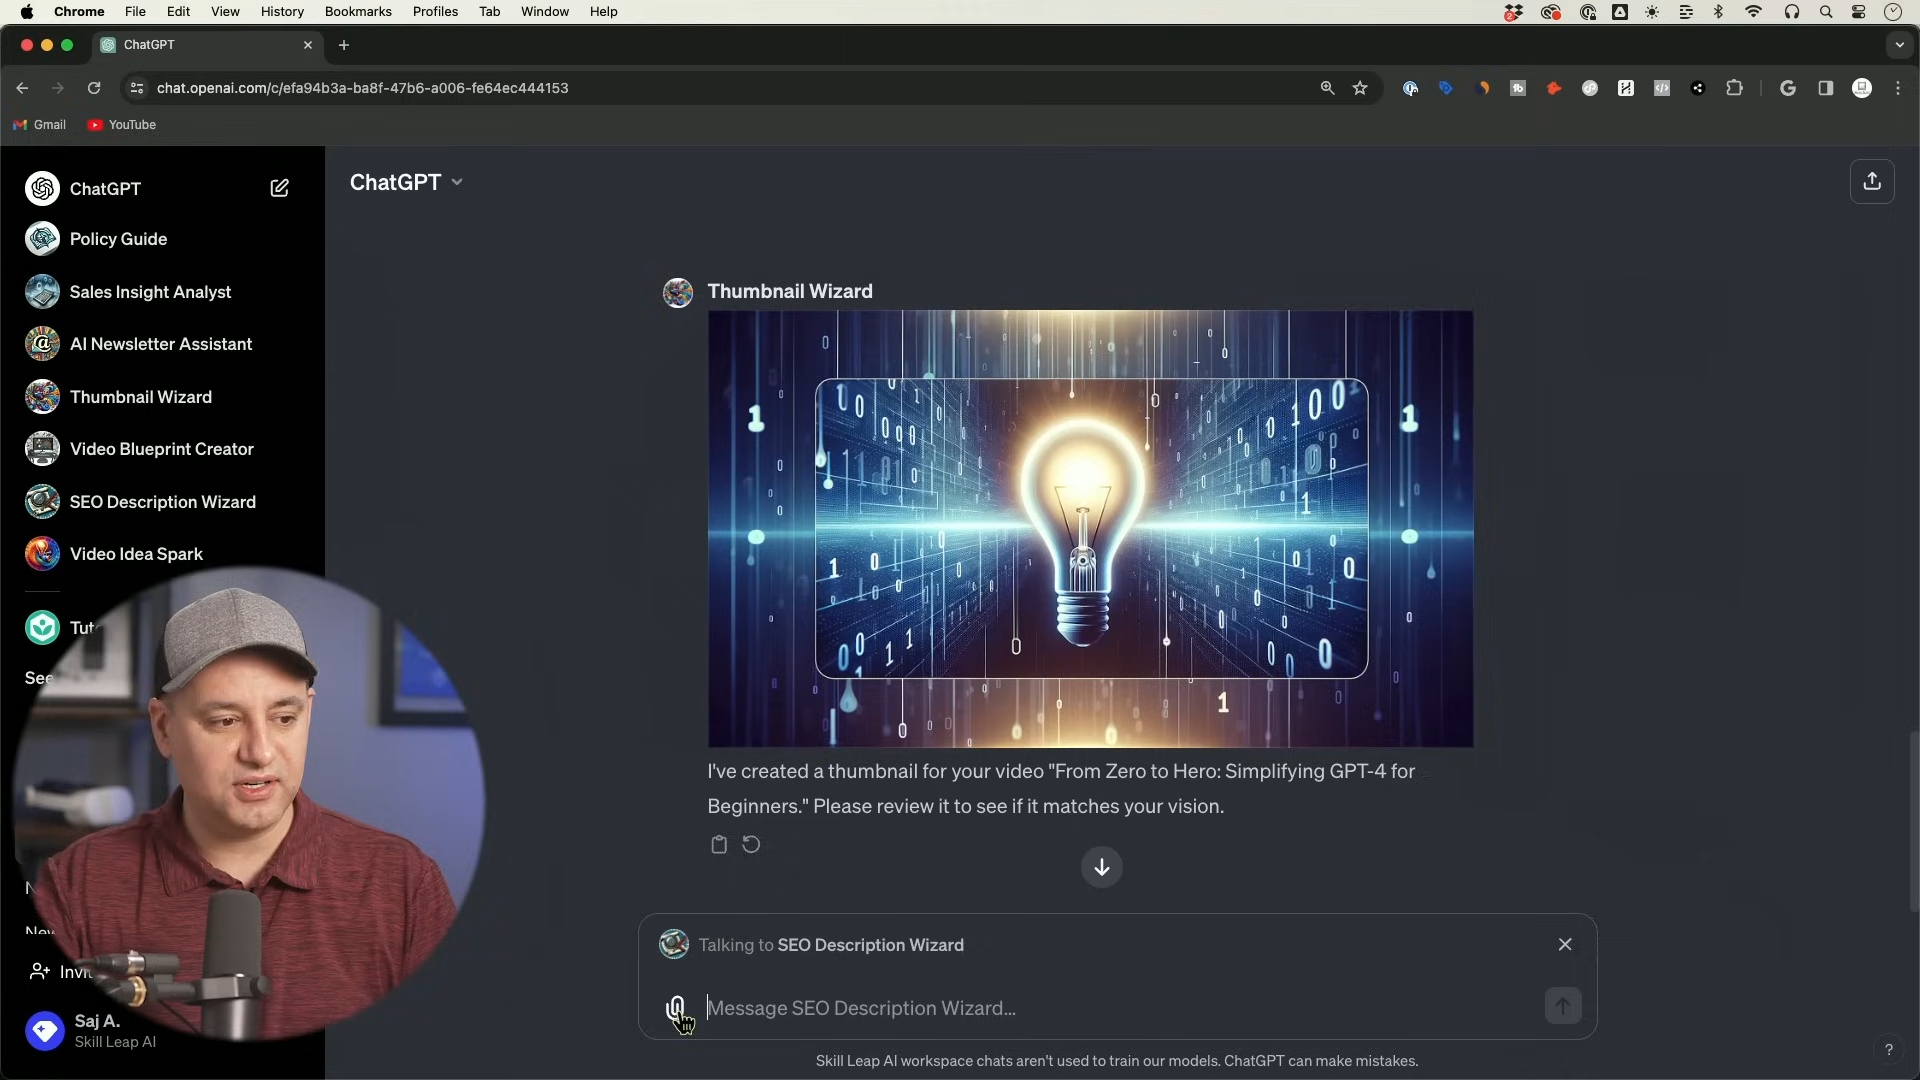 Chrome File Edit View History Bookmarks Profiles Tab Window Help
2
ChatGPT
chat.openai.com/c/efa94b3a-ba8f-47b6-a006-fe64ec444153
Gmail YouTube
ChatGPT
Policy Guide
Sales Insight Analyst
AI Newsletter Assistant
Thumbnail Wizard
Video Blueprint Creator
SEO Description Wizard
Video Idea Spark
Saj A.
Skill Leap AI
ChatGPT
Thumbnail Wizard
I've created a thumbnail for your video "From Zero to Hero: Simplifying GPT-4 for
Beginners." Please review it to see if it matches your vision.
Talking to SEO Description Wizard
Message SEO Description Wizard...
Skill Leap AI workspace chats aren't used to train our models. ChatGPT can make mistakes.
?